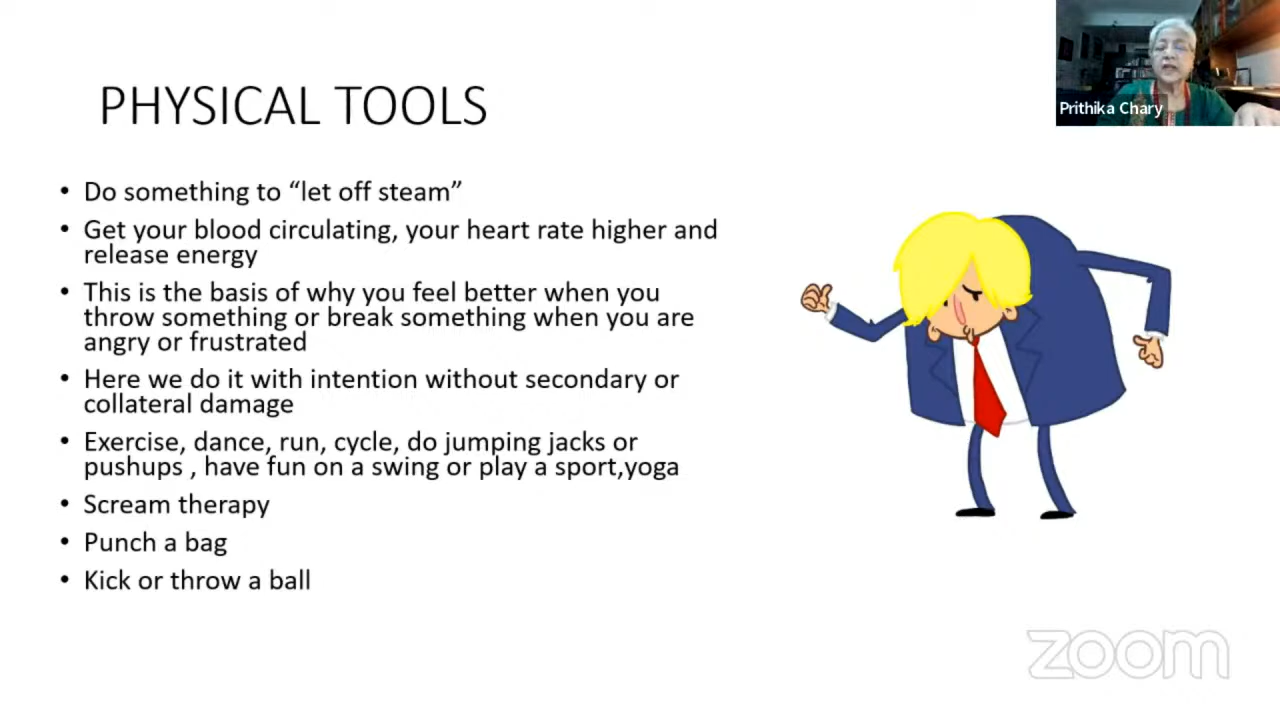 Prithika Chary
PHYSICAL TOOLS
• Do something to “let off steam”
• Get your blood circulating, your heart rate higher and
release energy
• This is the basis of why you feel better when you
throw something or break something when you are
angry or frustrated
• Here we do it with intention without secondary or
collateral damage
• Exercise, dance, run, cycle, do jumping jacks or
pushups , have fun on a swing or play a sport,yoga
• Scream therapy
• Punch a bag
• Kick or throw a ball
zoom